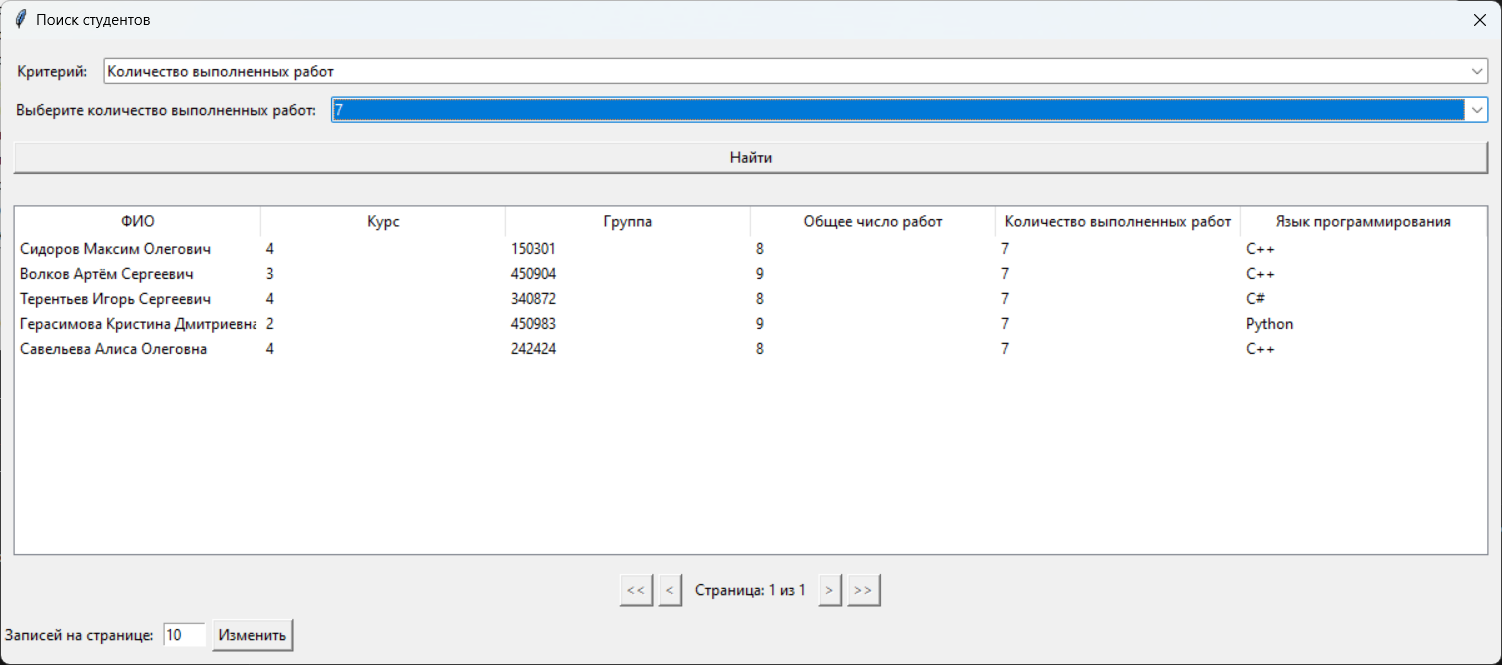 Поиск студентов
Критерий: Количество выполненных работ
Выберите количество выполненных работ: 7
Найти
ФИО Курс Группа Общее число работ Количество выполненных работ Язык программирования
Сидоров Максим Олегович 4 150301 8 7 C++
Волков Артём Сергеевич 3 450904 9 7 C++
Терентьев Игорь Сергеевич 4 340872 8 7 C#
Герасимова Кристина Дмитриевна 2 450983 9 7 Python
Савельева Алиса Олеговна 4 242424 8 7 C++
<< < Страница: 1 из 1 > >>
Записей на странице: 10 Изменить